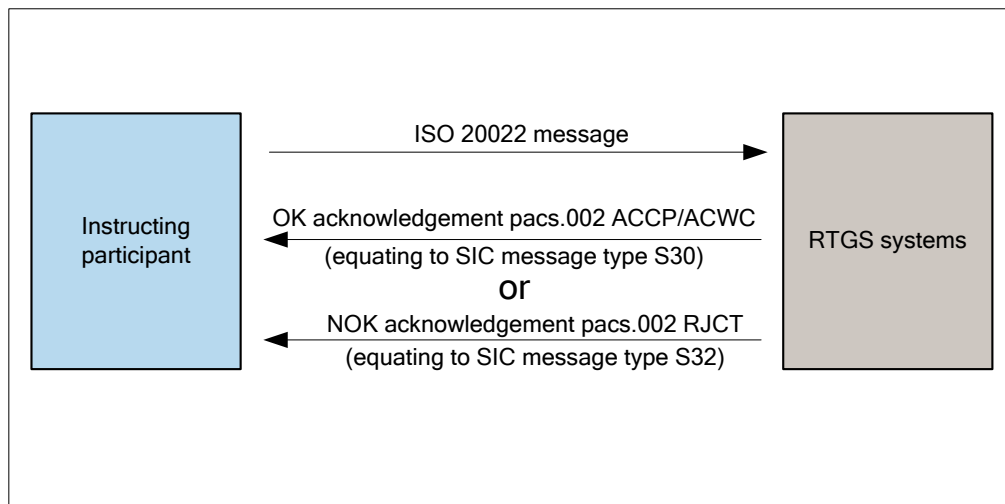 Instructing
participant
ISO 20022 message
OK acknowledgement pacs.002 ACCP/ACWC
(equating to SIC message type S30)
or
NOK acknowledgement pacs.002 RJCT
(equating to SIC message type S32)
RTGS systems